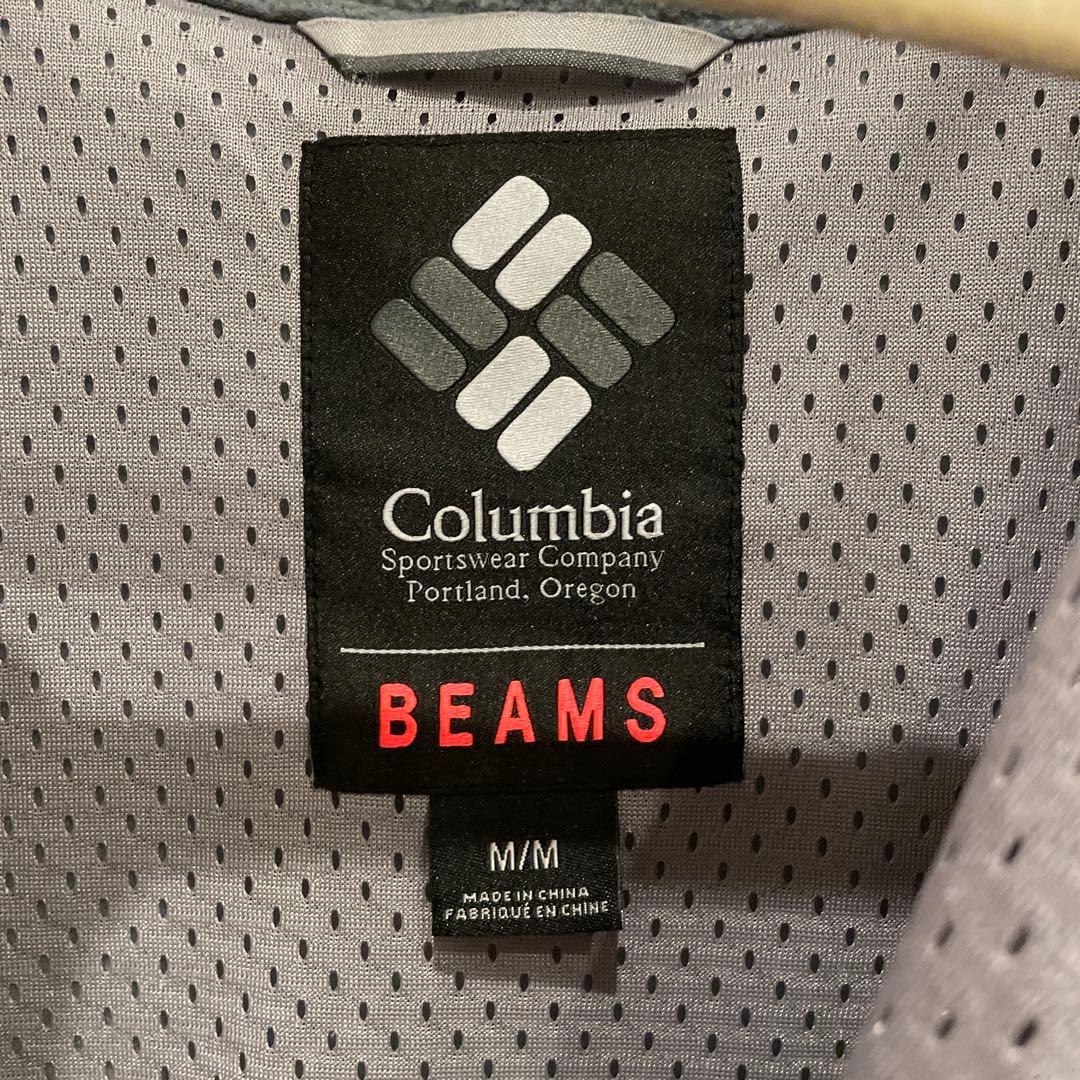 Columbia
Sportswear Company
Portland, Oregon
BEAMS
M/M
MADE IN CHINA
FABRIQUÉ EN CHINE